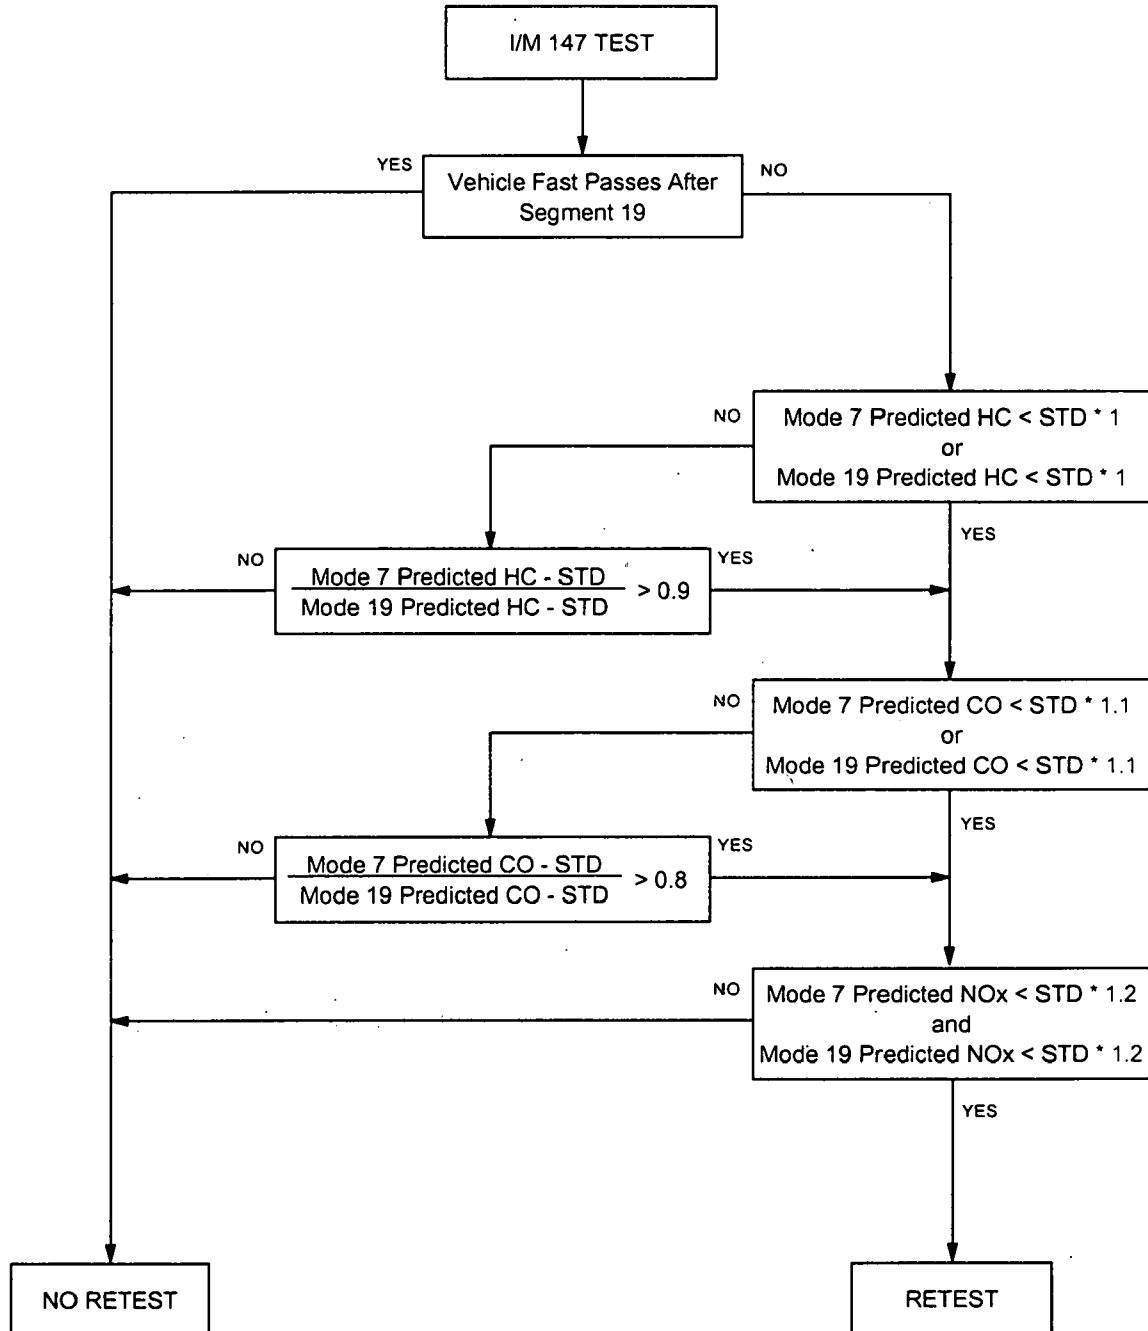 I/M 147 TEST
YES
NO
Vehicle Fast Passes After
Segment 19
NO
Mode 7 Predicted HC < STD * 1
or
Mode 19 Predicted HC < STD * 1
YES
NO
YES
Mode 7 Predicted HC - STD
Mode 19 Predicted HC - STD
> 0.9
NO
Mode 7 Predicted CO < STD * 1.1
or
Mode 19 Predicted CO < STD * 1.1
YES
NO
YES
Mode 7 Predicted CO - STD
Mode 19 Predicted CO - STD
> 0.8
NO
Mode 7 Predicted NOx < STD * 1.2
and
Mode 19 Predicted NOx < STD * 1.2
YES
NO RETEST
RETEST